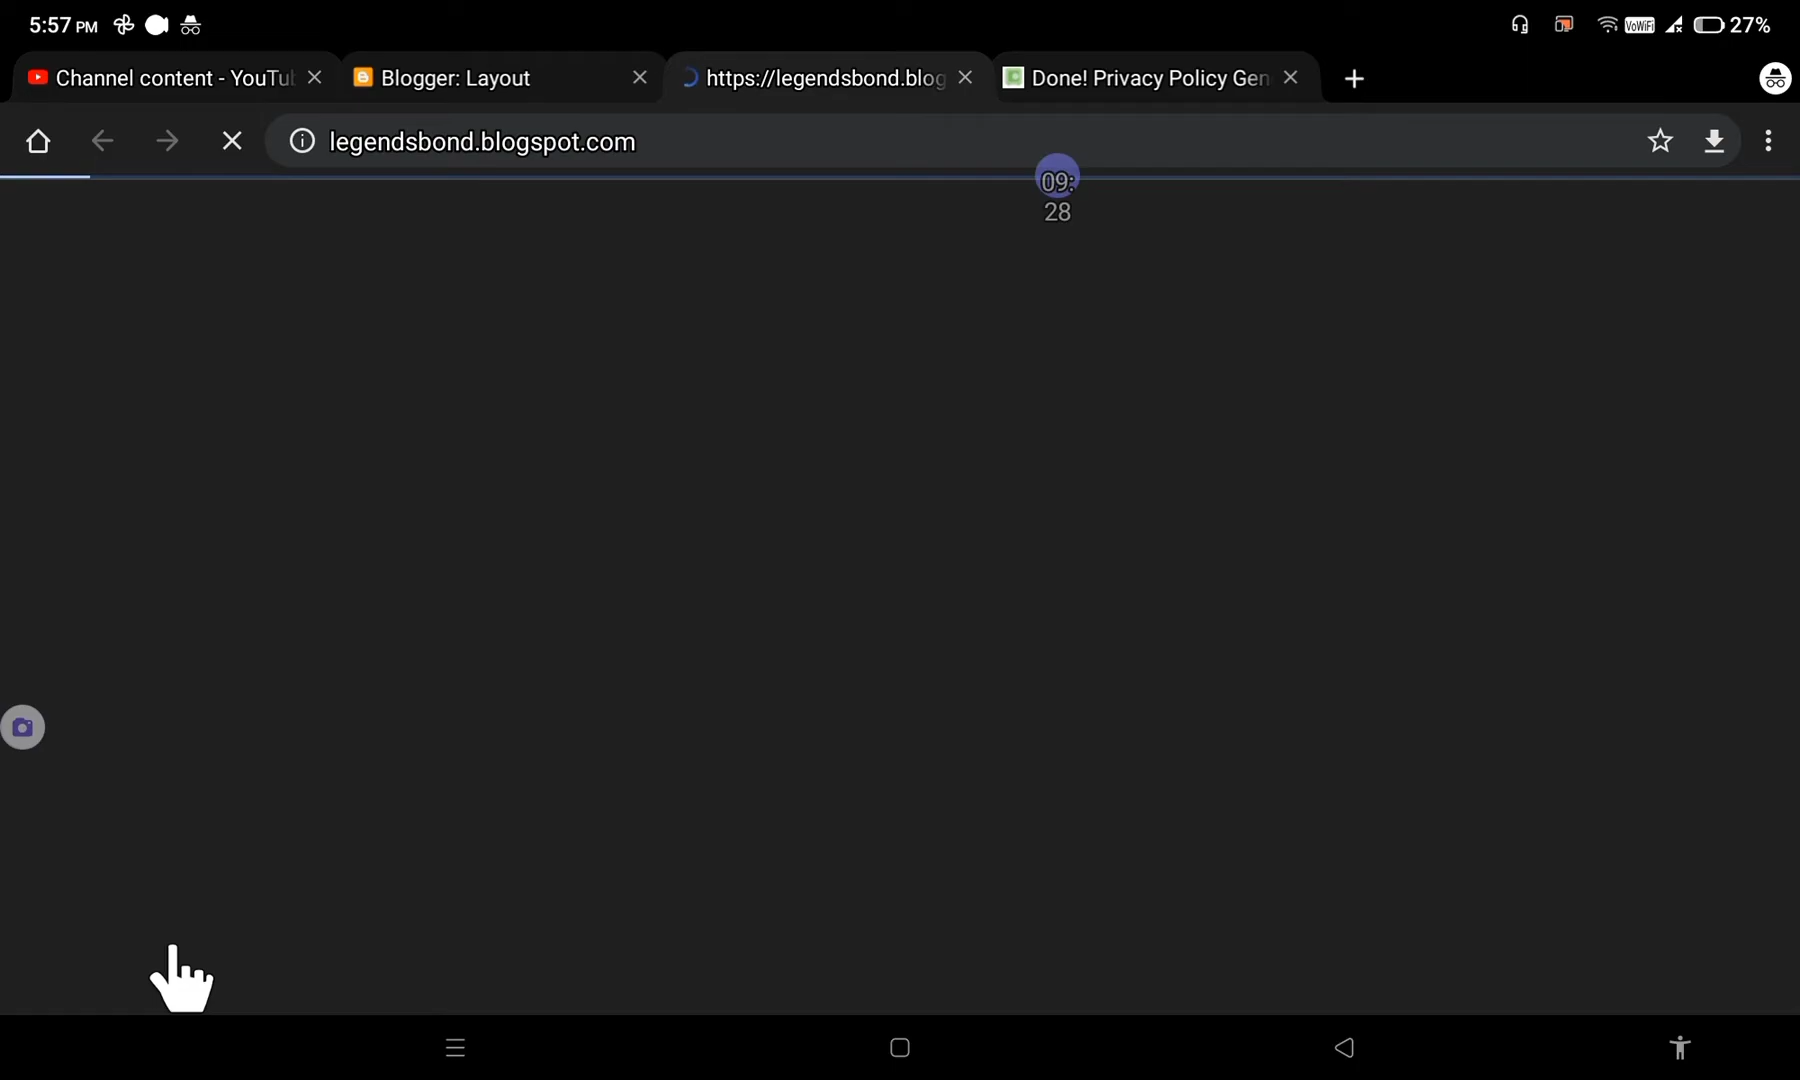 5:57 PM
VoWiFi
27%
Channel content - YouTu
Blogger: Layout
https://legendsbond.blog
Done! Privacy Policy Gen
legendsbond.blogspot.com
09:
28